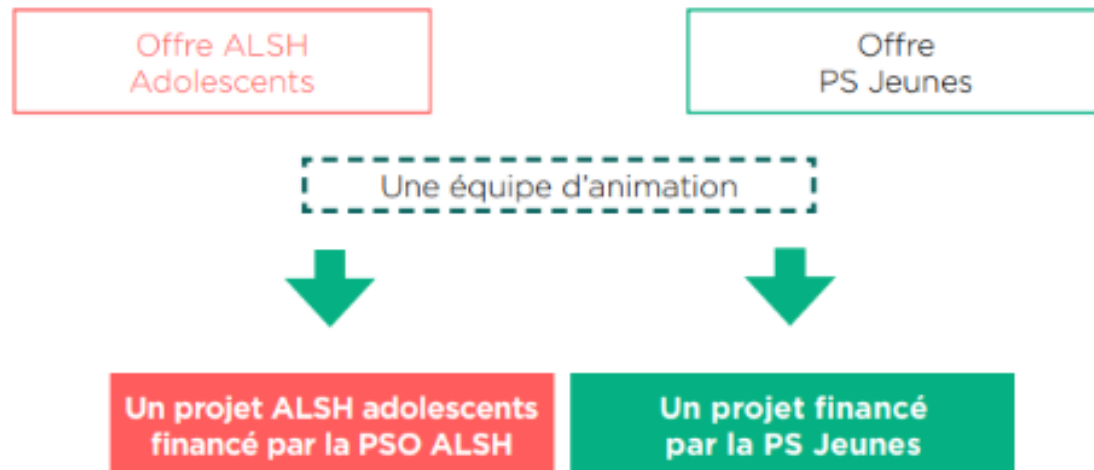 Offre ALSH
Adolescents
Offre
PS Jeunes
Une équipe d'animation
Un projet ALSH adolescents
financé par la PSO ALSH
Un projet financé
par la PS Jeunes